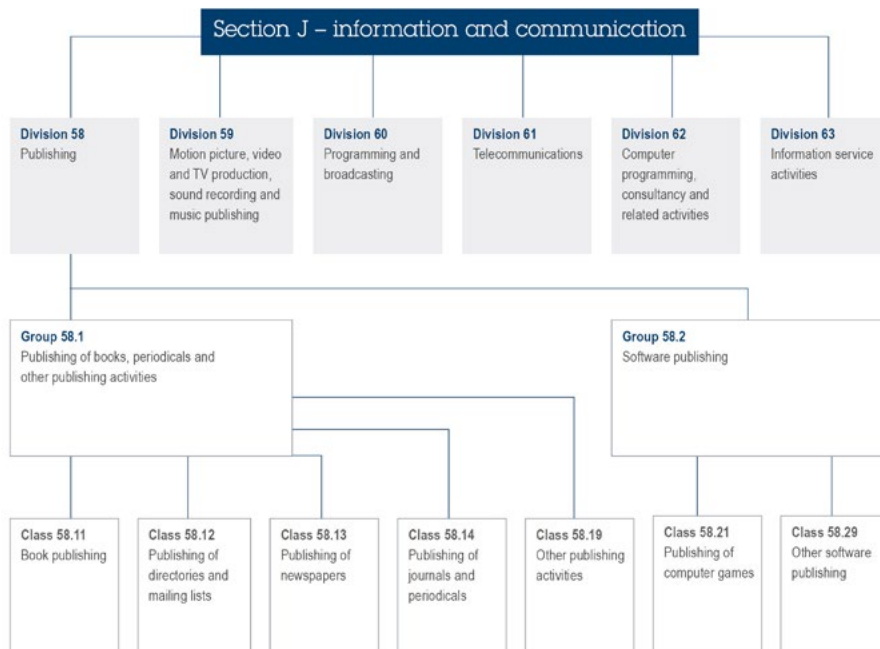 Section J – information and communication
Division 58
Publishing
Division 59
Motion picture, video
and TV production,
sound recording and
music publishing
Division 60
Programming and
broadcasting
Division 61
Telecommunications
Division 62
Computer
programming,
consultancy and
related activities
Division 63
Information service
activities
Group 58.1
Publishing of books, periodicals and
other publishing activities
Group 58.2
Software publishing
Class 58.11
Book publishing
Class 58.12
Publishing of
directories and
mailing lists
Class 58.13
Publishing of
newspapers
Class 58.14
Publishing of
journals and
periodicals
Class 58.19
Other publishing
activities
Class 58.21
Publishing of
computer games
Class 58.29
Other software
publishing